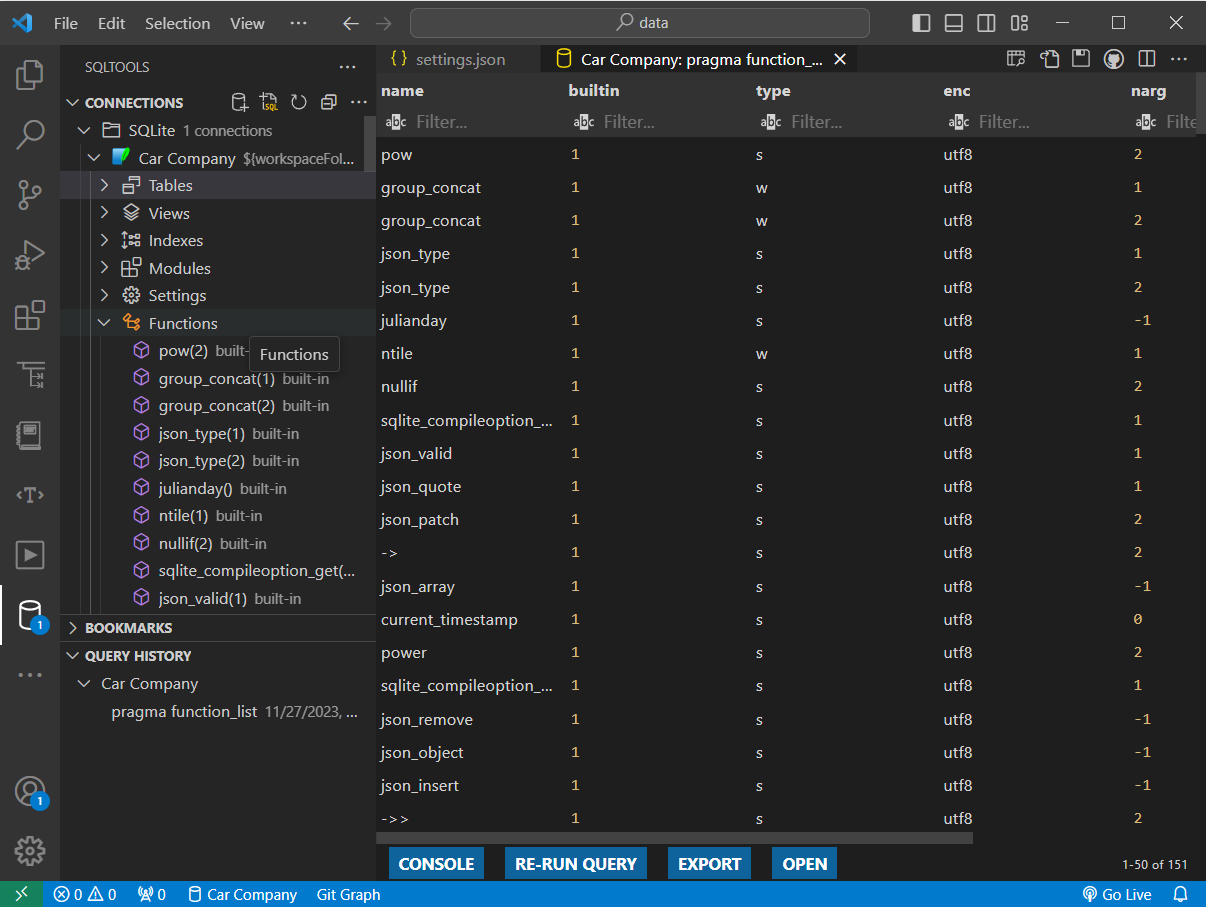 File Edit Selection View ··· data
SQLTOOLS ···
CONNECTIONS ···
SQLite 1 connections
Car Company ${workspaceFol...
Tables
Views
Indexes
Modules
Settings
Functions
pow(2) built-
Functions
group_concat(1) built-in
group_concat(2) built-in
json_type(1) built-in
json_type(2) built-in
julianday() built-in
ntile(1) built-in
nullif(2) built-in
sqlite_compileoption_get(...
json_valid(1) built-in
BOOKMARKS
QUERY HISTORY
Car Company
pragma function_list 11/27/2023, ...
1
1
{} settings.json Car Company: pragma function_...
name builtin type enc narg
abc Filter... abc Filter... abc Filter... abc Filter... abc Filte
pow 1 s utf8 2
group_concat 1 w utf8 1
group_concat 1 w utf8 2
json_type 1 s utf8 1
json_type 1 s utf8 2
julianday 1 s utf8 -1
ntile 1 w utf8 1
nullif 1 s utf8 2
sqlite_compileoption_... 1 s utf8 1
json_valid 1 s utf8 1
json_quote 1 s utf8 1
json_patch 1 s utf8 2
-> 1 s utf8 2
json_array 1 s utf8 -1
current_timestamp 1 s utf8 0
power 1 s utf8 2
sqlite_compileoption_... 1 s utf8 1
json_remove 1 s utf8 -1
json_object 1 s utf8 -1
json_insert 1 s utf8 -1
->> 1 s utf8 2
CONSOLE RE-RUN QUERY EXPORT OPEN 1-50 of 151
0 0 0 Car Company Git Graph Go Live